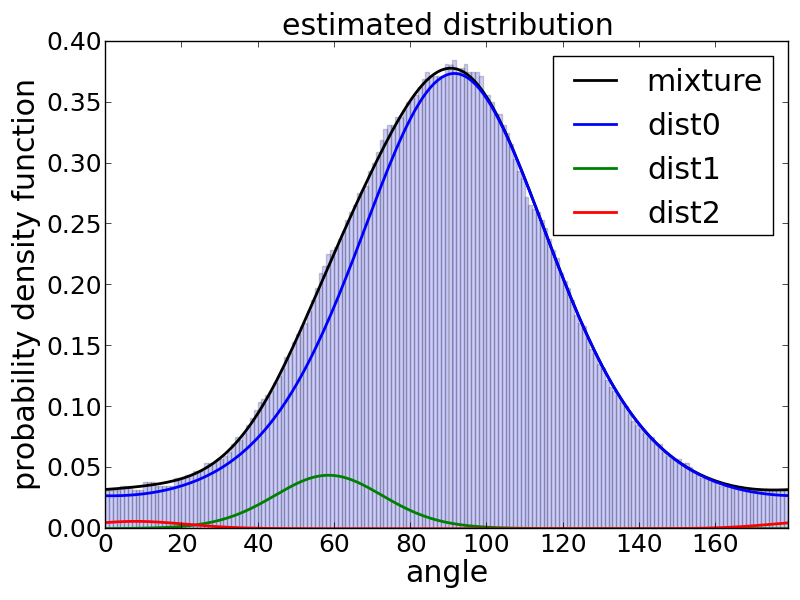 estimated distribution
probability density function
0.40
0.35
0.30
0.25
0.20
0.15
0.10
0.05
0.00
mixture
dist0
dist1
dist2
0 20 40 60 80 100 120 140 160
angle